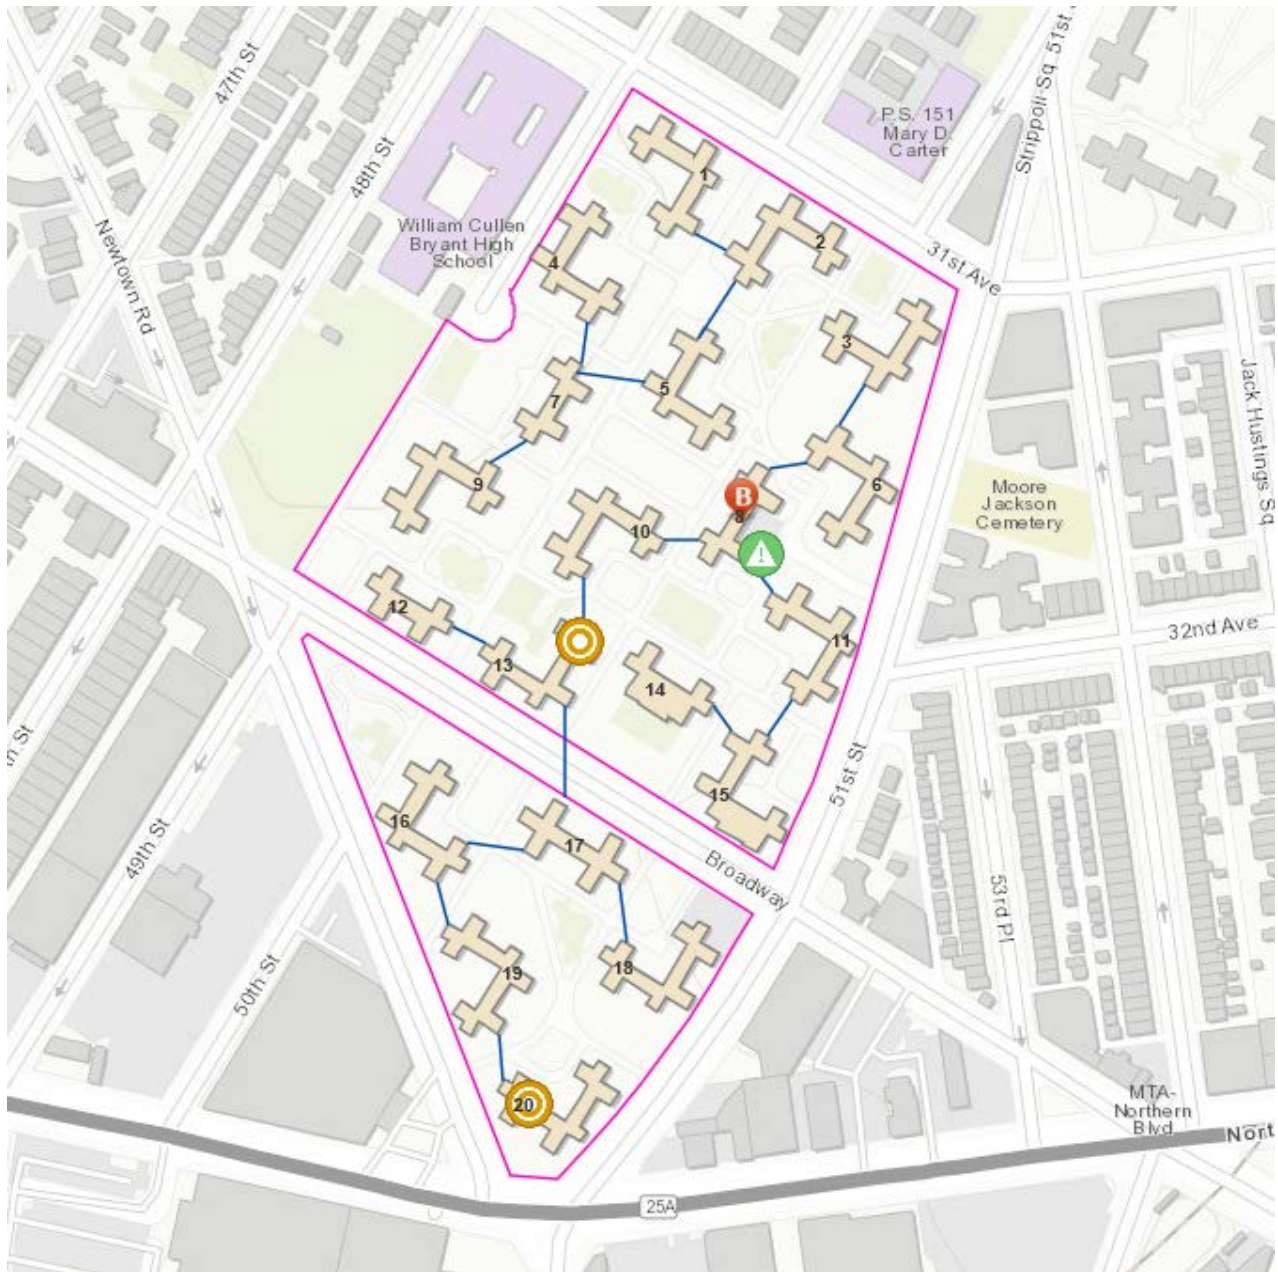 47th St
48th St
Newtown Rd
William Cullen
Bryant High
School
P.S. 151
Mary D.
Carter
Strippoli Sq
51st
31st Ave
Jack Hustings Sq
Moore
Jackson
Cemetery
32nd Ave
51st St
53rd Pl
Broadway
49th St
50th St
MTA-
Northern
Blvd
Nort
25A
th St
B
1
2
3
4
5
6
7
8
9
10
11
12
13
14
15
16
17
18
19
20